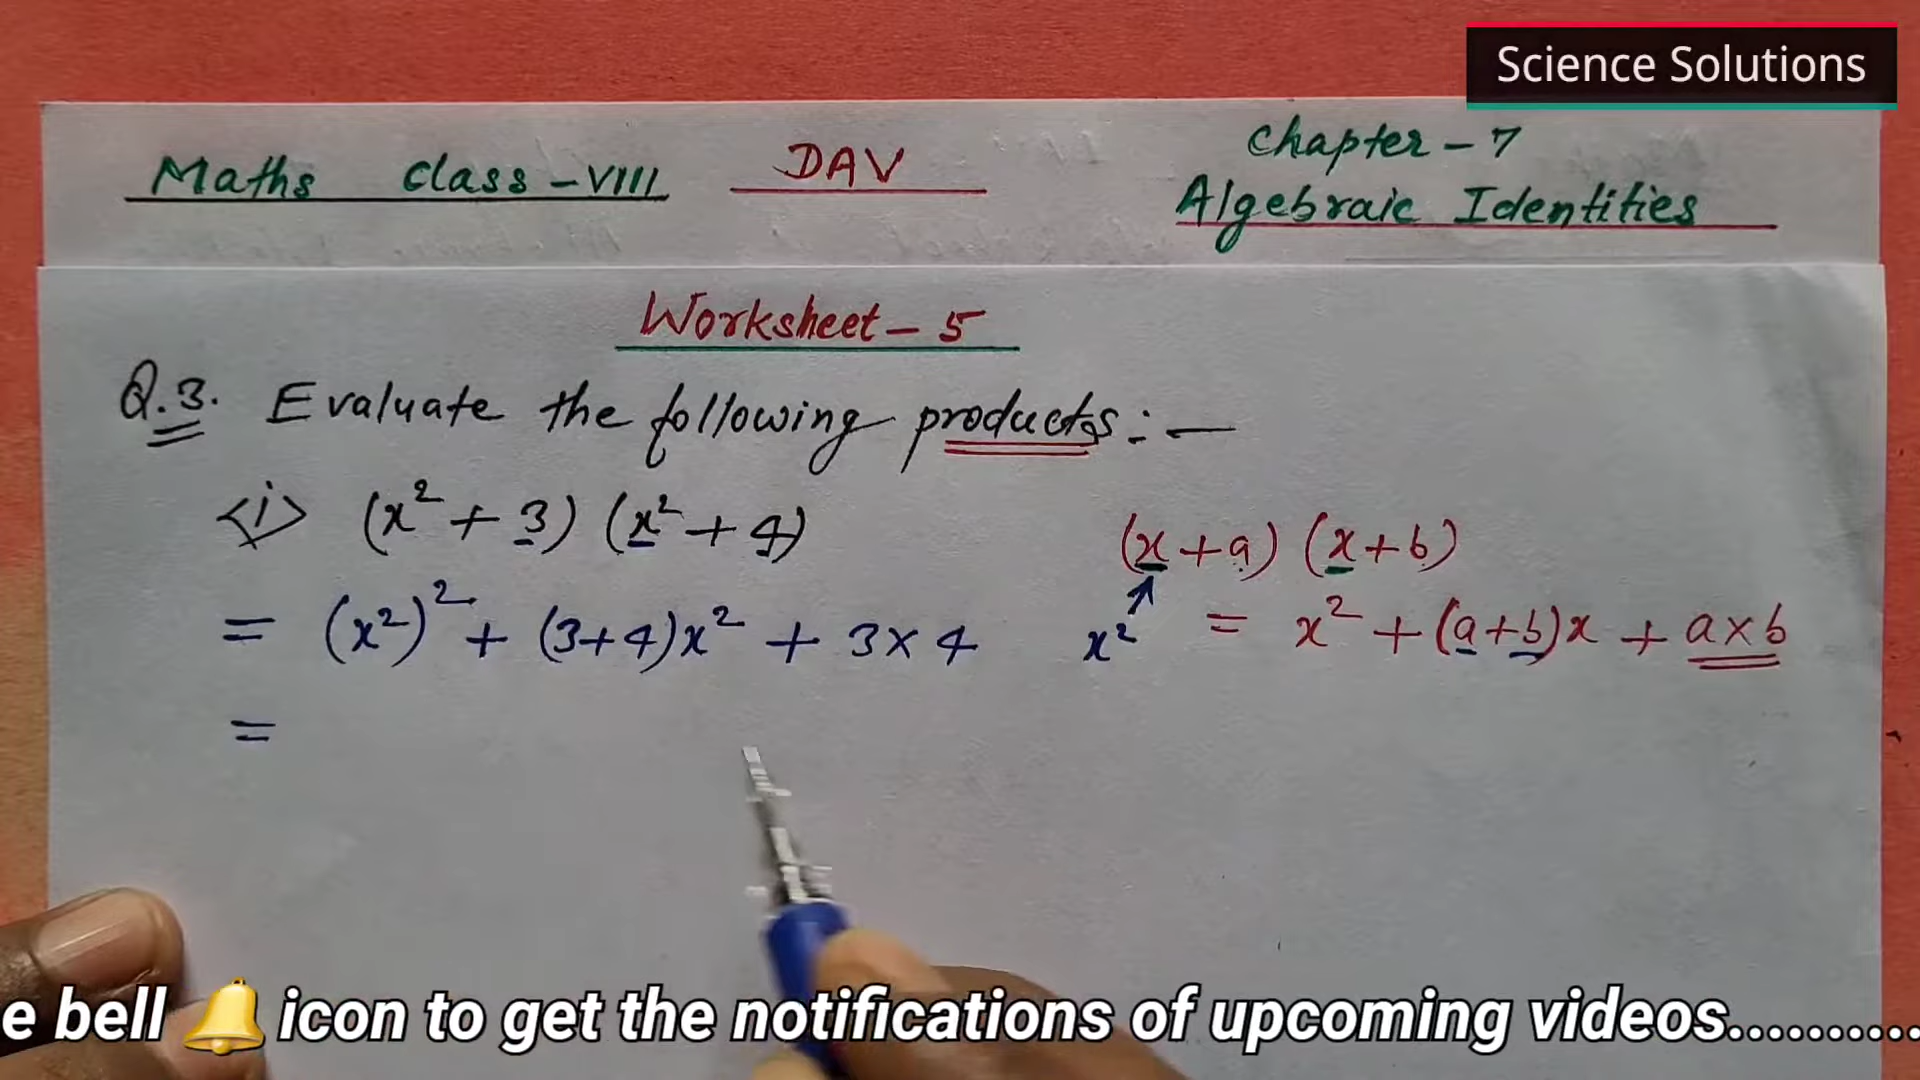 Science Solutions
Maths Class-VIII DAV Chapter-7
Algebraic Identities
Worksheet-5
Q.3. Evaluate the following products:—
<i> (x²+3)(x²+4)
= (x²)²+(3+4)x²+3×4
=
(x+a)(x+b)
x² = x²+(a+b)x+a×b
e bell 🔔 icon to get the notifications of upcoming videos..........